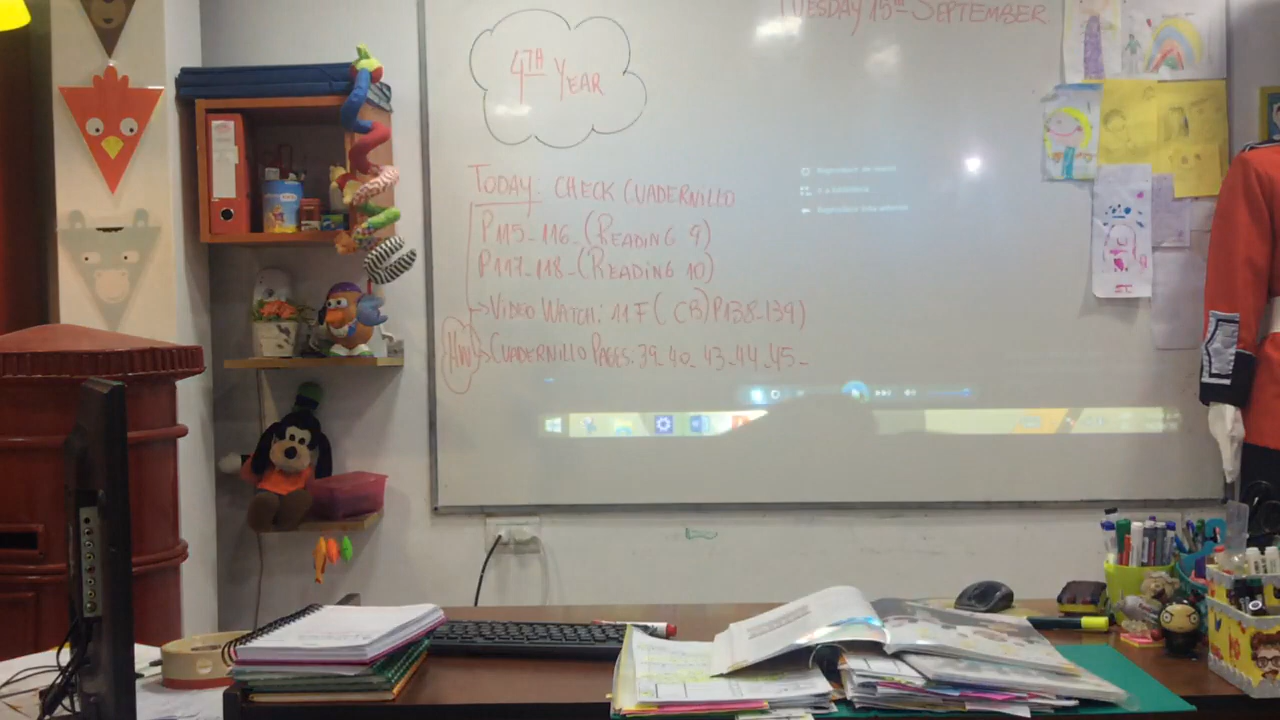 TUESDAY 15TH SEPTEMBER
4TH YEAR
TODAY: CHECK CUADERNILLO
P115-116-(READING 9)
P117-118-(READING 10)
→VIDEO WATCH: 11F( CB)P138-139)
HW→CUADERNILLO PAGES: 39-40- 43-44-45-